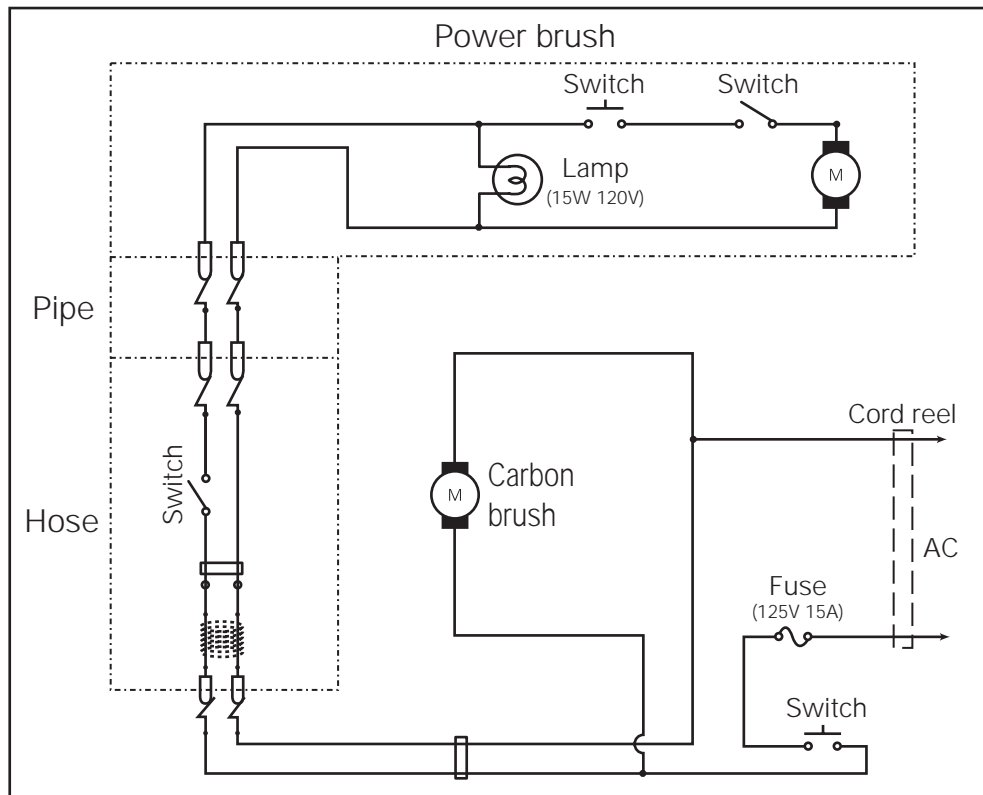 Power brush
Switch
Switch
Lamp
(15W 120V)
M
Pipe
Cord reel
Switch
M
Carbon
brush
Hose
AC
Fuse
(125V 15A)
Switch